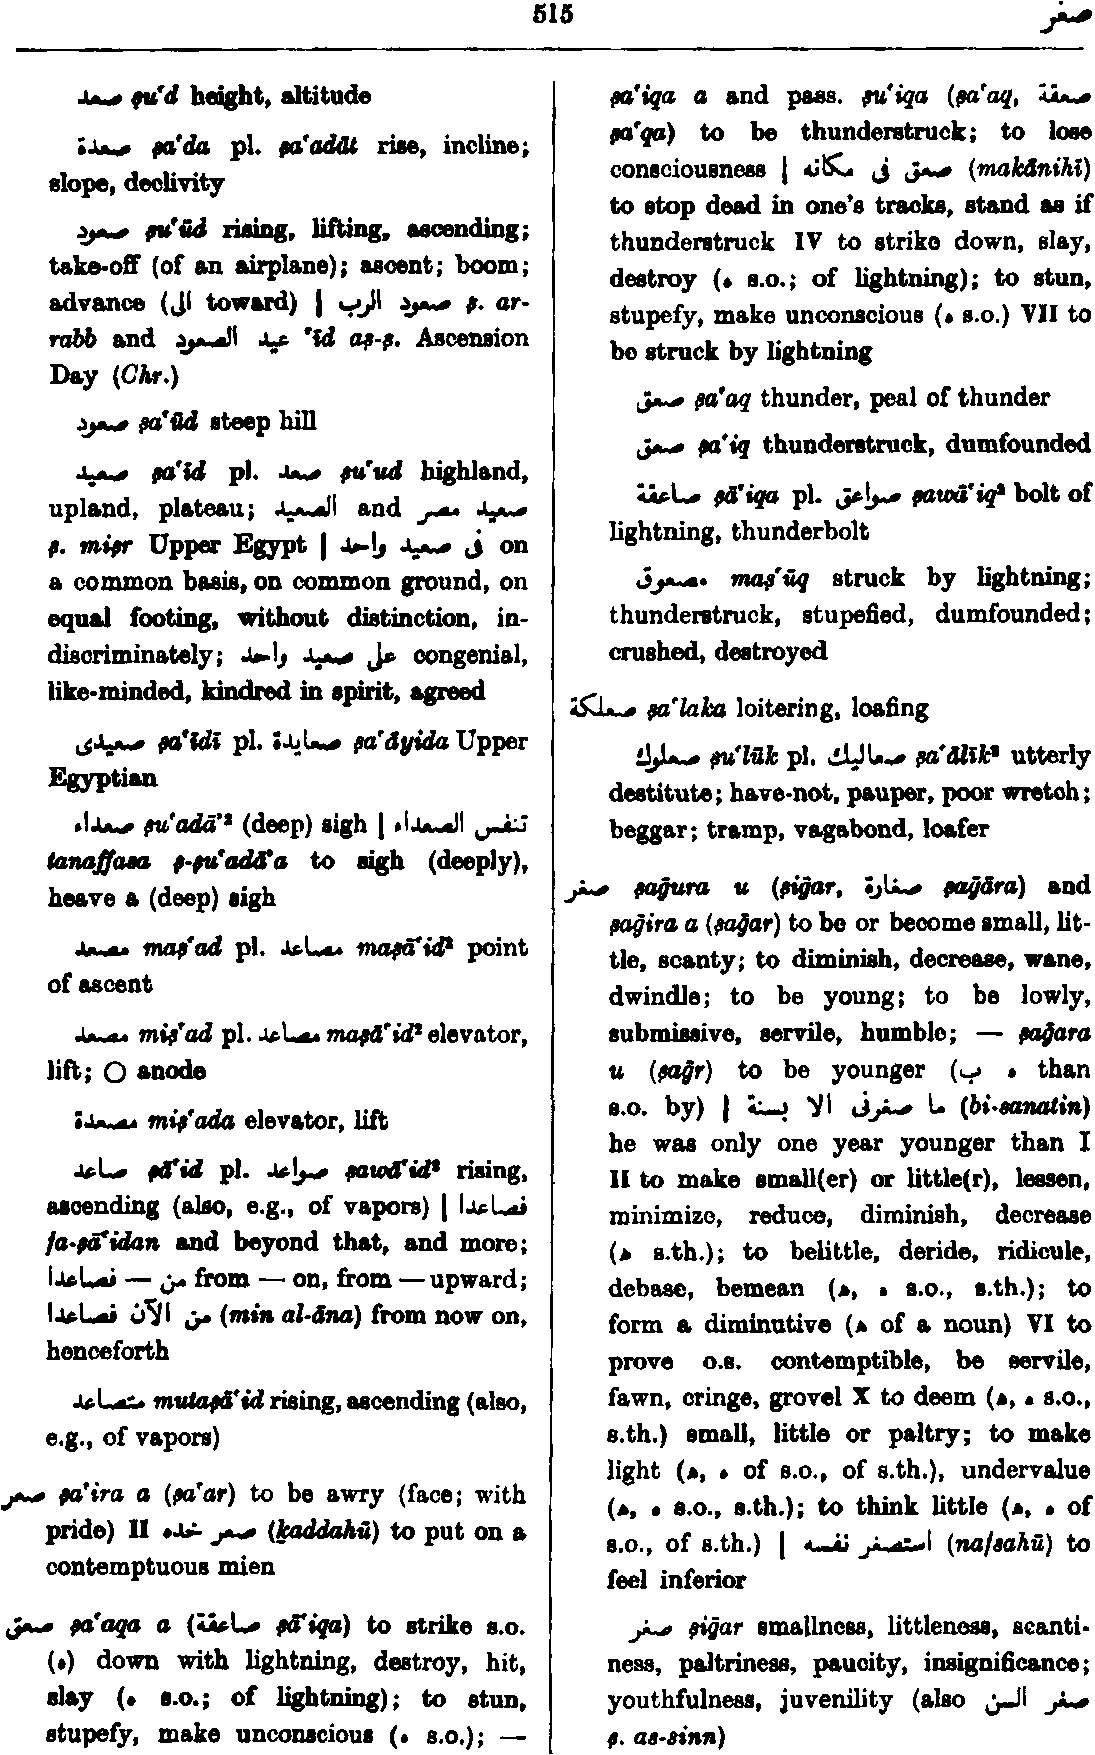 515
صغر
صعد ṣu‘d height, altitude
صعدة ṣa‘da pl. ṣa‘adāt rise, incline;
slope, declivity
صعود ṣu‘ūd rising, lifting, ascending;
take-off (of an airplane); ascent; boom;
advance (الى toward) | صعود الرب ṣ. ar-
rabb and عيد الصعود ‘īd aṣ-ṣ. Ascension
Day (Chr.)
صعود ṣa‘ūd steep hill
صعيد ṣa‘īd pl. صعد ṣu‘ud highland,
upland, plateau; الصعيد and صعيد مصر
ṣ. miṣr Upper Egypt | فى صعيد واحد on
a common basis, on common ground, on
equal footing, without distinction, in-
discriminately; على صعيد واحد congenial,
like-minded, kindred in spirit, agreed
صعيدى ṣa‘īdī pl. صعايدة ṣa‘āyida Upper
Egyptian
صعداء ṣu‘adā’² (deep) sigh | تنفس الصعداء
tanaffasa ṣ-ṣu‘adā’a to sigh (deeply),
heave a (deep) sigh
مصعد maṣ‘ad pl. مصاعد maṣā‘id² point
of ascent
مصعد miṣ‘ad pl. مصاعد maṣā‘id² elevator,
lift; ○ anode
مصعدة miṣ‘ada elevator, lift
صاعد ṣā‘id pl. صواعد ṣawā‘id² rising,
ascending (also, e.g., of vapors) | فصاعدا
fa-ṣā‘idan and beyond that, and more;
من — فصاعدا from — on, from — upward;
من الآن فصاعدا (min al-āna) from now on,
henceforth
متصاعد mutaṣā‘id rising, ascending (also,
e.g., of vapors)
صعر ṣa‘ira a (ṣa‘ar) to be awry (face; with
pride) II صعر خده (ḵaddahū) to put on a
contemptuous mien
صعق ṣa‘aqa a (صاعقة ṣā‘iqa) to strike s.o.
(ه) down with lightning, destroy, hit,
slay (ه s.o.; of lightning); to stun,
stupefy, make unconscious (ه s.o.); —
ṣa‘iqa a and pass. ṣu‘iqa (ṣa‘aq, صعقة
ṣa‘qa) to be thunderstruck; to lose
consciousness | صعق فى مكانه (makānihī)
to stop dead in one's tracks, stand as if
thunderstruck IV to strike down, slay,
destroy (ه s.o.; of lightning); to stun,
stupefy, make unconscious (ه s.o.) VII to
be struck by lightning
صعق ṣa‘aq thunder, peal of thunder
صعق ṣa‘iq thunderstruck, dumfounded
صاعقة ṣā‘iqa pl. صواعق ṣawā‘iq² bolt of
lightning, thunderbolt
مصعوق maṣ‘ūq struck by lightning;
thunderstruck, stupefied, dumfounded;
crushed, destroyed
صعلكة ṣa‘laka loitering, loafing
صعلوك ṣu‘lūk pl. صعاليك ṣa‘ālīk² utterly
destitute; have-not, pauper, poor wretch;
beggar; tramp, vagabond, loafer
صغر ṣaḡura u (ṣiḡar, صغارة ṣaḡāra) and
ṣaḡira a (ṣaḡar) to be or become small, lit-
tle, scanty; to diminish, decrease, wane,
dwindle; to be young; to be lowly,
submissive, servile, humble; — ṣaḡara
u (ṣaḡr) to be younger (ه ب than
s.o. by) | ما صغرنى الا بسنة (bi-sanatin)
he was only one year younger than I
II to make small(er) or little(r), lessen,
minimize, reduce, diminish, decrease
(ه s.th.); to belittle, deride, ridicule,
debase, bemean (ه, ه s.o., s.th.); to
form a diminutive (ه of a noun) VI to
prove o.s. contemptible, be servile,
fawn, cringe, grovel X to deem (ه, ه s.o.,
s.th.) small, little or paltry; to make
light (ه, ه of s.o., of s.th.), undervalue
(ه, ه s.o., s.th.); to think little (ه, ه of
s.o., of s.th.) | استصغر نفسه (nafsahū) to
feel inferior
صغر ṣiḡar smallness, littleness, scanti-
ness, paltriness, paucity, insignificance;
youthfulness, juvenility (also صغر السن
ṣ. as-sinn)